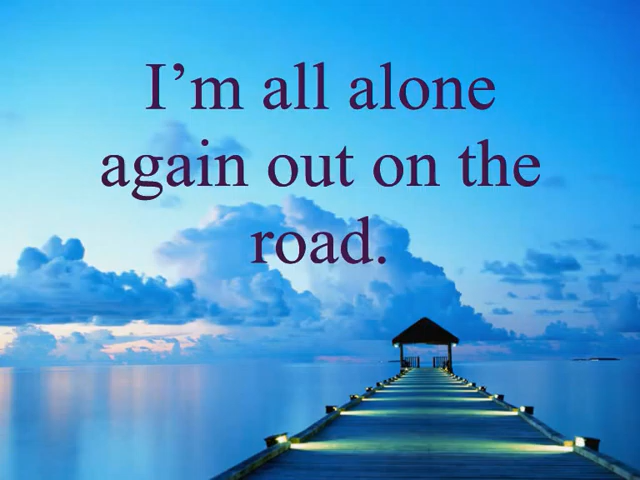 I’m all alone
again out on the
road.